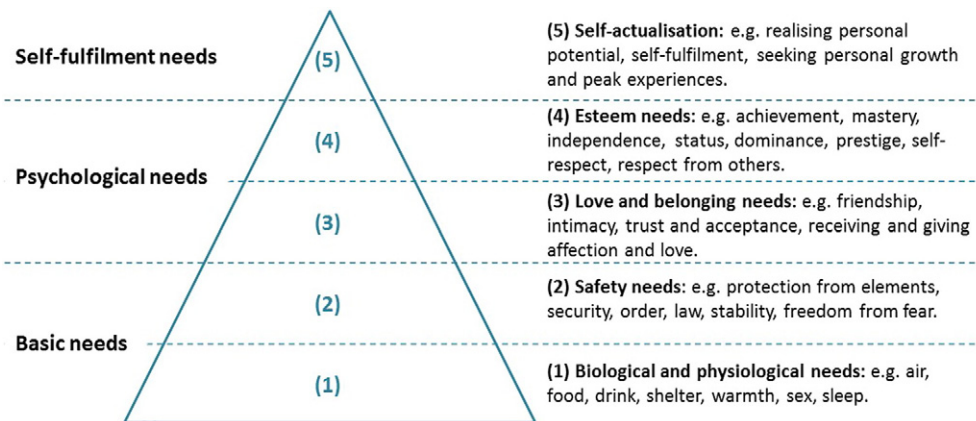 Self-fulfilment needs
(5)
(5) Self-actualisation: e.g. realising personal
potential, self-fulfilment, seeking personal growth
and peak experiences.
Psychological needs
(4)
(4) Esteem needs: e.g. achievement, mastery,
independence, status, dominance, prestige, self-
respect, respect from others.
(3)
(3) Love and belonging needs: e.g. friendship,
intimacy, trust and acceptance, receiving and giving
affection and love.
Basic needs
(2)
(2) Safety needs: e.g. protection from elements,
security, order, law, stability, freedom from fear.
(1)
(1) Biological and physiological needs: e.g. air,
food, drink, shelter, warmth, sex, sleep.